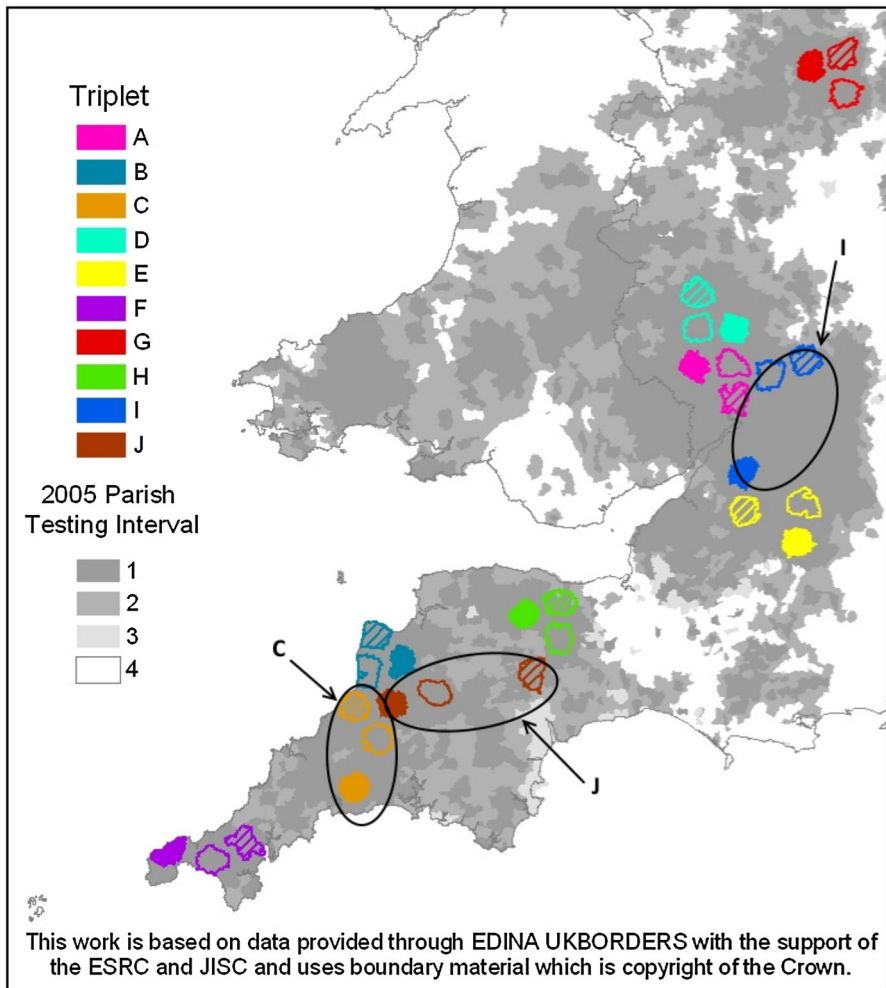 Triplet
A
B
C
D
E
F
G
H
I
J
2005 Parish
Testing Interval
1
2
3
4
I
C
J
This work is based on data provided through EDINA UKBORDERS with the support of
the ESRC and JISC and uses boundary material which is copyright of the Crown.